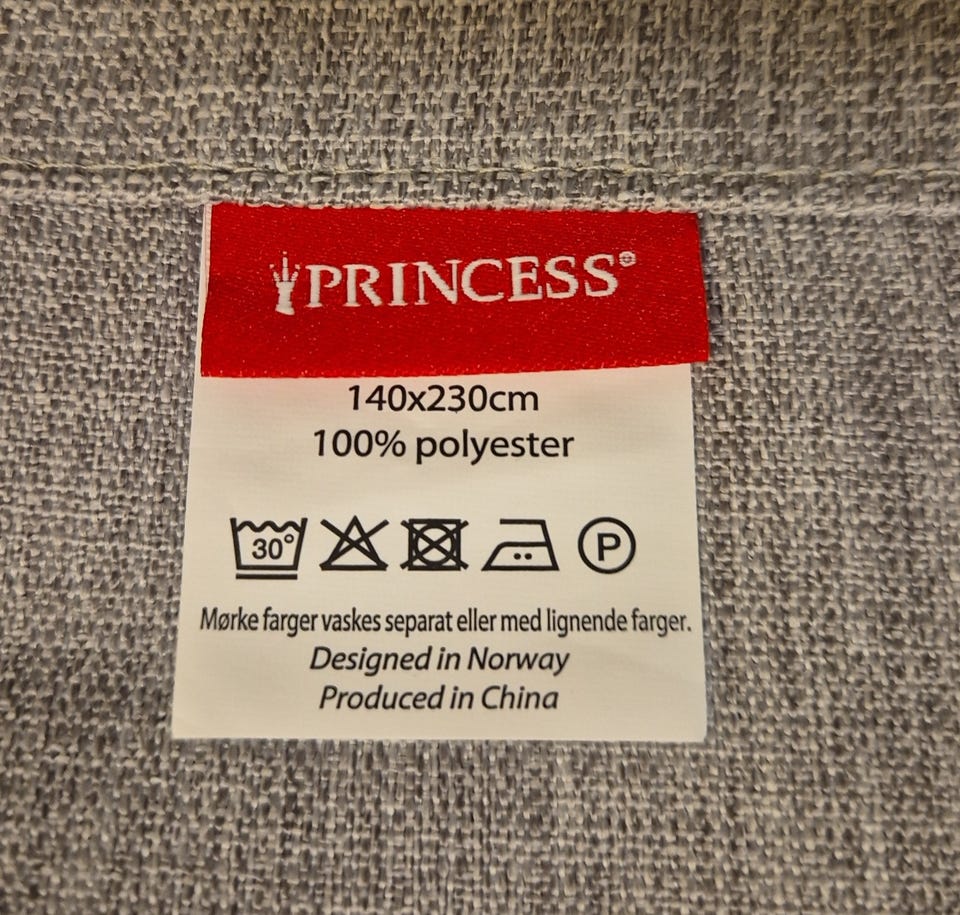 PRINCESS®
140x230cm
100% polyester
30° P
Mørke farger vaskes separat eller med lignende farger.
Designed in Norway
Produced in China